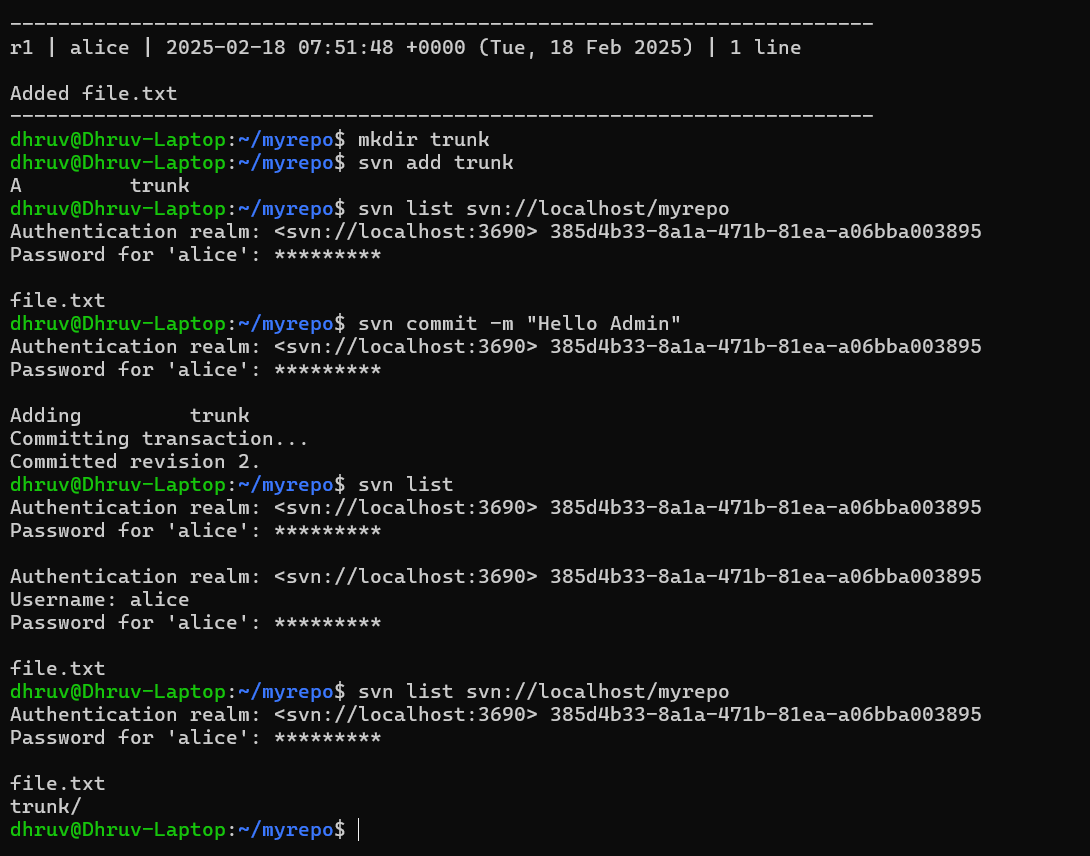 ------------------------------------------------------------------------
r1 | alice | 2025-02-18 07:51:48 +0000 (Tue, 18 Feb 2025) | 1 line
Added file.txt
------------------------------------------------------------------------
dhruv@Dhruv-Laptop:~/myrepo$ mkdir trunk
dhruv@Dhruv-Laptop:~/myrepo$ svn add trunk
A         trunk
dhruv@Dhruv-Laptop:~/myrepo$ svn list svn://localhost/myrepo
Authentication realm: <svn://localhost:3690> 385d4b33-8a1a-471b-81ea-a06bba003895
Password for 'alice': *********
file.txt
dhruv@Dhruv-Laptop:~/myrepo$ svn commit -m "Hello Admin"
Authentication realm: <svn://localhost:3690> 385d4b33-8a1a-471b-81ea-a06bba003895
Password for 'alice': *********
Adding         trunk
Committing transaction...
Committed revision 2.
dhruv@Dhruv-Laptop:~/myrepo$ svn list
Authentication realm: <svn://localhost:3690> 385d4b33-8a1a-471b-81ea-a06bba003895
Password for 'alice': *********
Authentication realm: <svn://localhost:3690> 385d4b33-8a1a-471b-81ea-a06bba003895
Username: alice
Password for 'alice': *********
file.txt
dhruv@Dhruv-Laptop:~/myrepo$ svn list svn://localhost/myrepo
Authentication realm: <svn://localhost:3690> 385d4b33-8a1a-471b-81ea-a06bba003895
Password for 'alice': *********
file.txt
trunk/
dhruv@Dhruv-Laptop:~/myrepo$